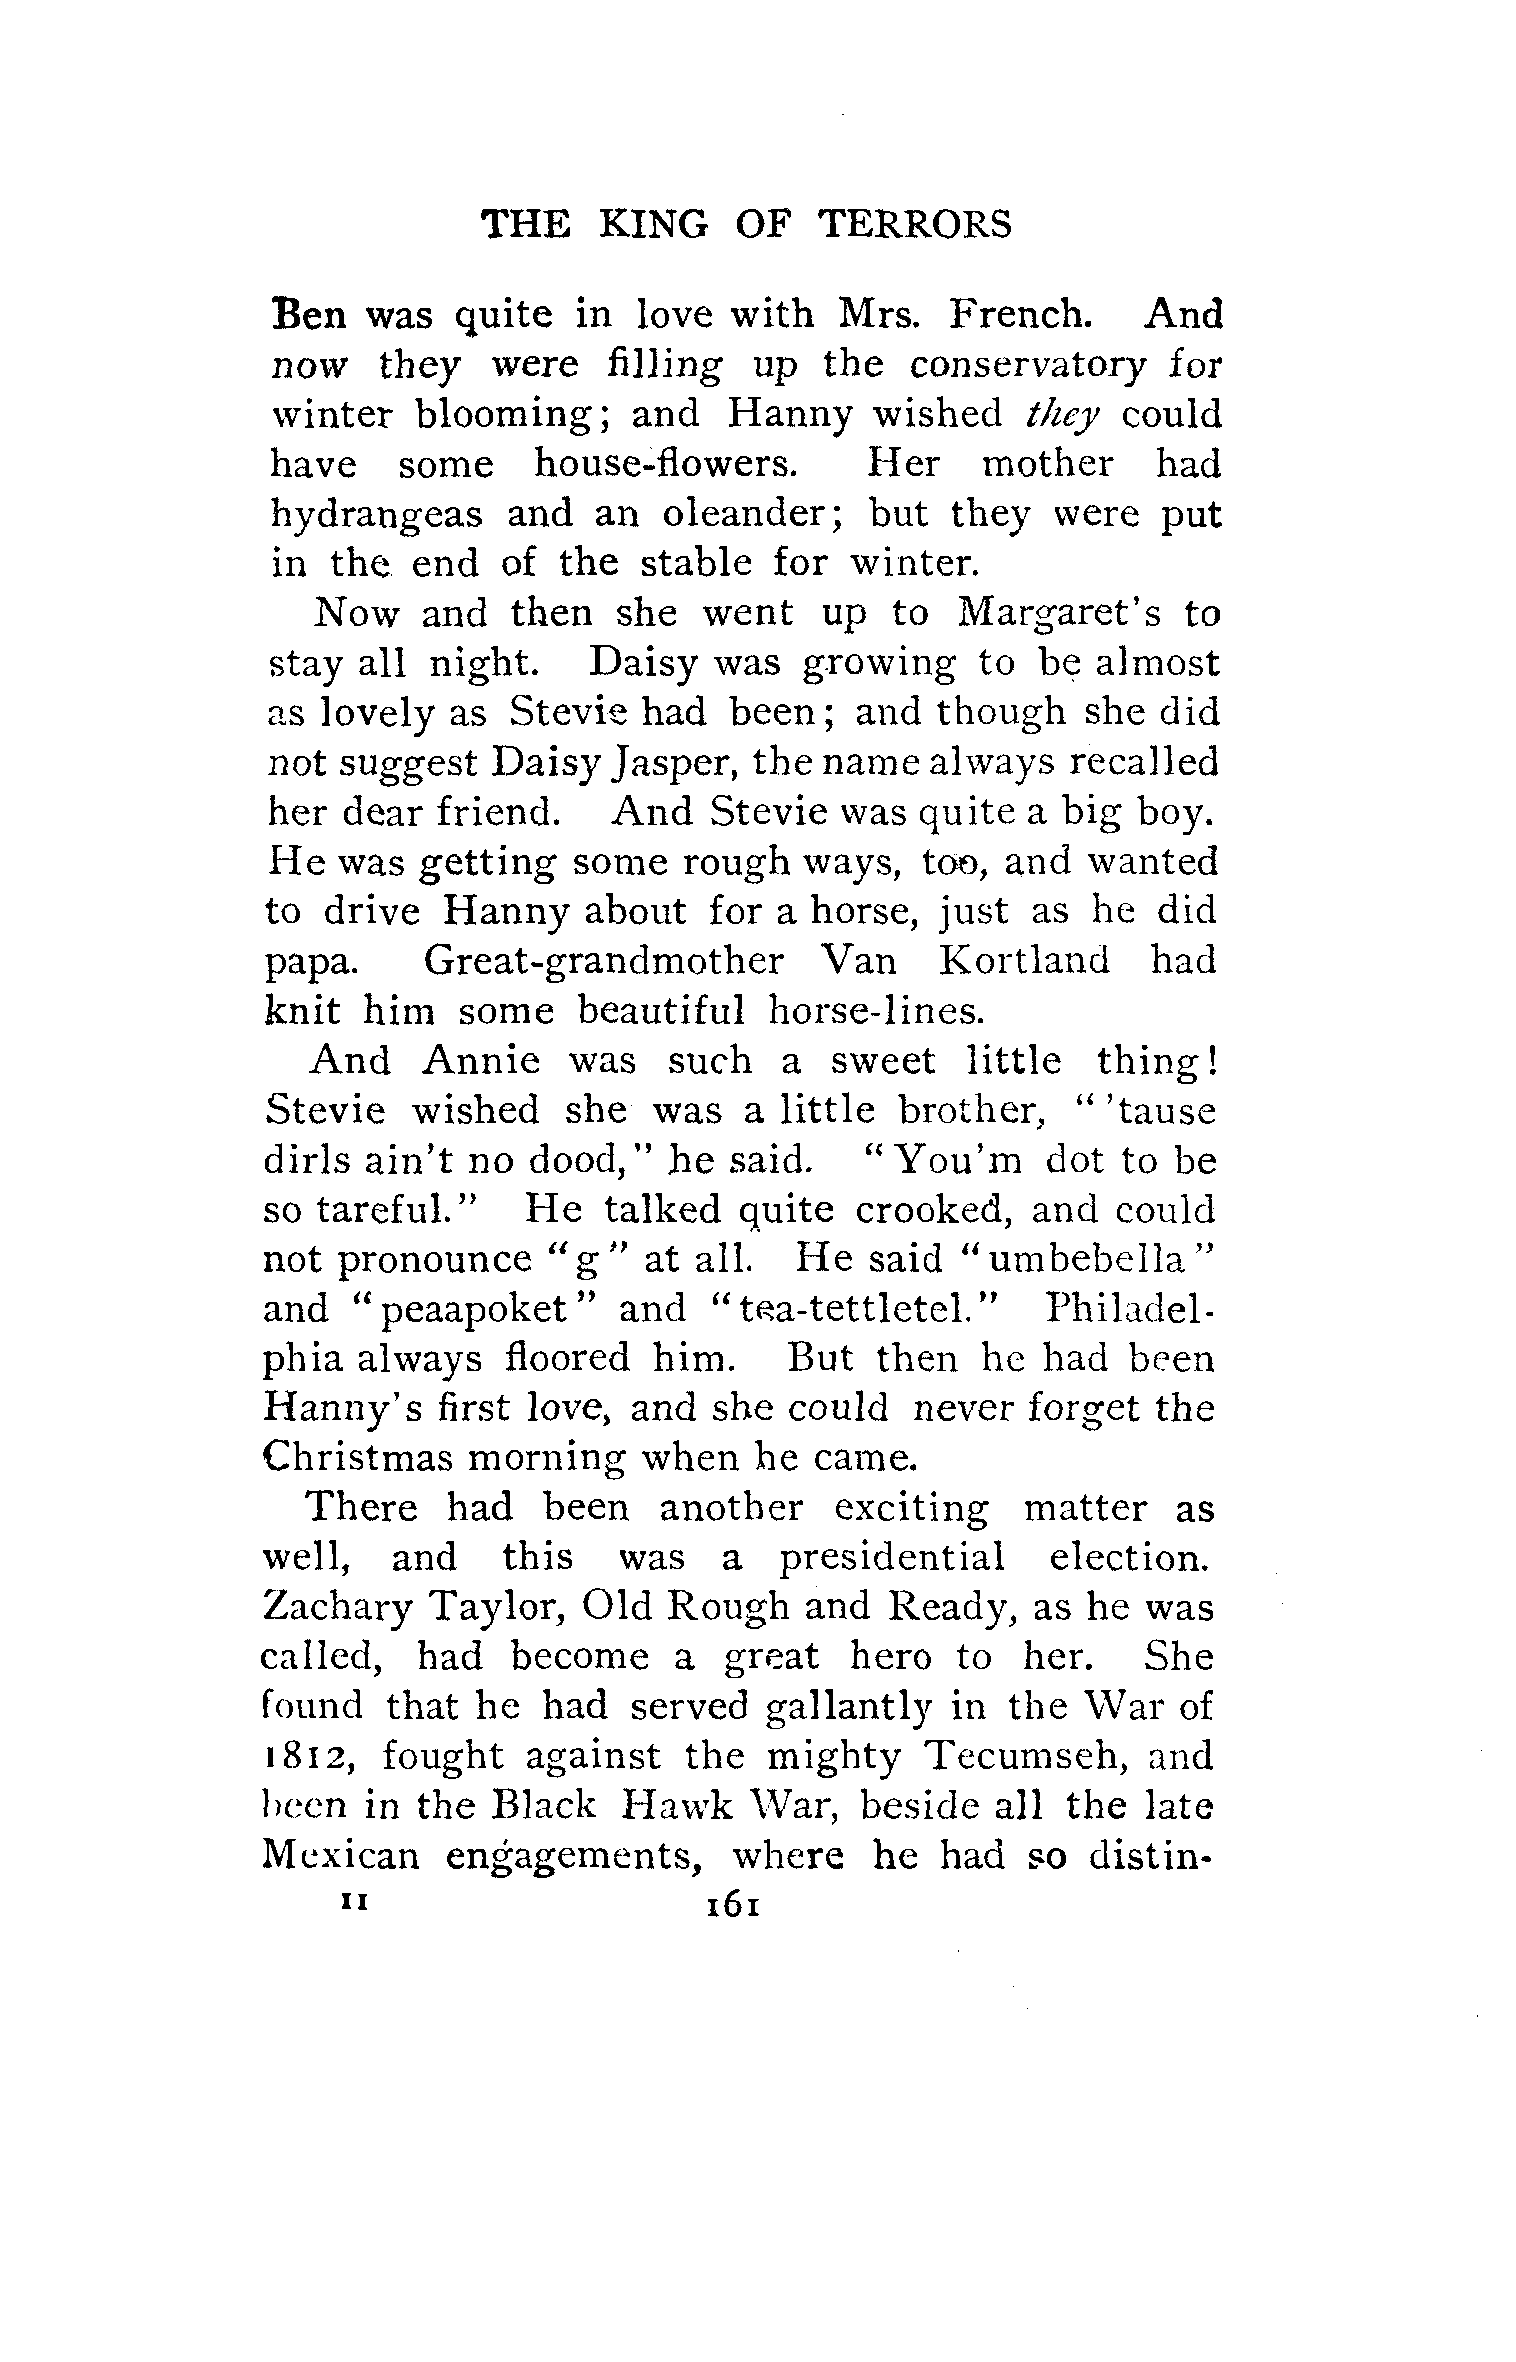 THE KING OF TERRORS
Ben was quite in love with Mrs. French. And
now they were filling up the conservatory for
winter blooming; and Hanny wished they could
have some house-flowers. Her mother had
hydrangeas and an oleander; but they were put
in the end of the stable for winter.
Now and then she went up to Margaret's to
stay all night. Daisy was growing to be almost
as lovely as Stevie had been; and though she did
not suggest Daisy Jasper, the name always recalled
her dear friend. And Stevie was quite a big boy.
He was getting some rough ways, too, and wanted
to drive Hanny about for a horse, just as he did
papa. Great-grandmother Van Kortland had
knit him some beautiful horse-lines.
And Annie was such a sweet little thing!
Stevie wished she was a little brother, "'tause
dirls ain't no dood," he said. "You'm dot to be
so tareful." He talked quite crooked, and could
not pronounce "g" at all. He said "umbebella"
and "peaapoket" and "tea-tettletel." Philadel-
phia always floored him. But then he had been
Hanny's first love, and she could never forget the
Christmas morning when he came.
There had been another exciting matter as
well, and this was a presidential election.
Zachary Taylor, Old Rough and Ready, as he was
called, had become a great hero to her. She
found that he had served gallantly in the War of
1812, fought against the mighty Tecumseh, and
been in the Black Hawk War, beside all the late
Mexican engagements, where he had so distin-
11 161